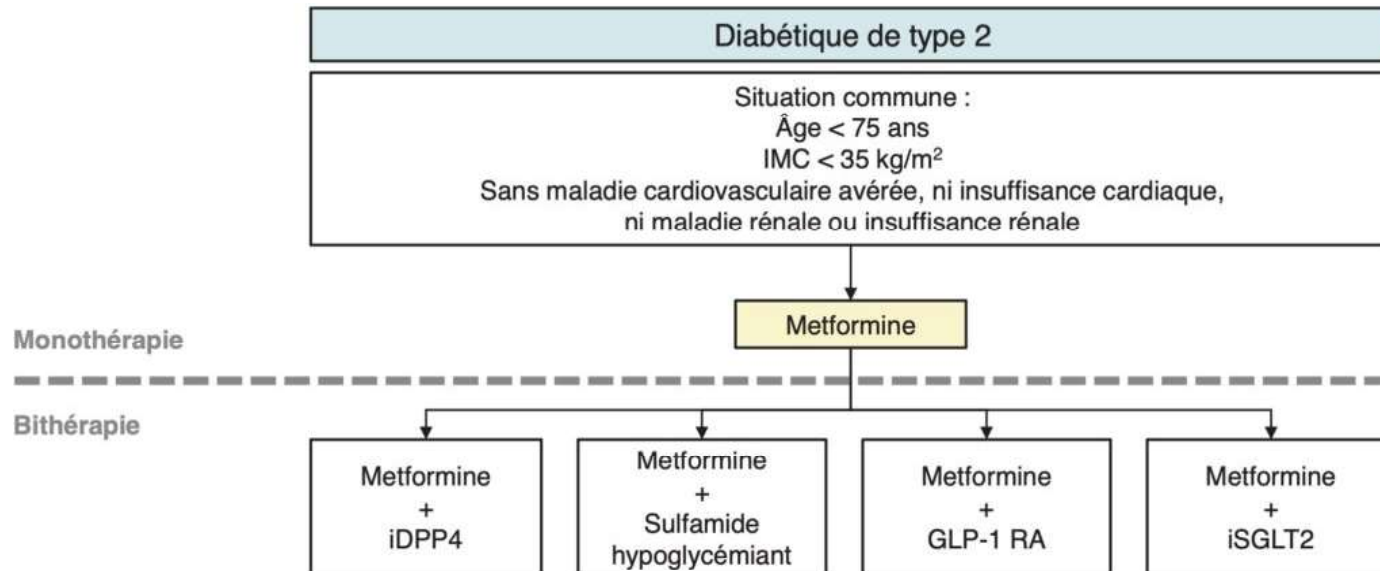 Diabétique de type 2
Situation commune :
Âge < 75 ans
IMC < 35 kg/m²
Sans maladie cardiovasculaire avérée, ni insuffisance cardiaque,
ni maladie rénale ou insuffisance rénale
Metformine
Monothérapie
Bithérapie
Metformine
+
iDPP4
Metformine
+
Sulfamide
hypoglycémiant
Metformine
+
GLP-1 RA
Metformine
+
iSGLT2